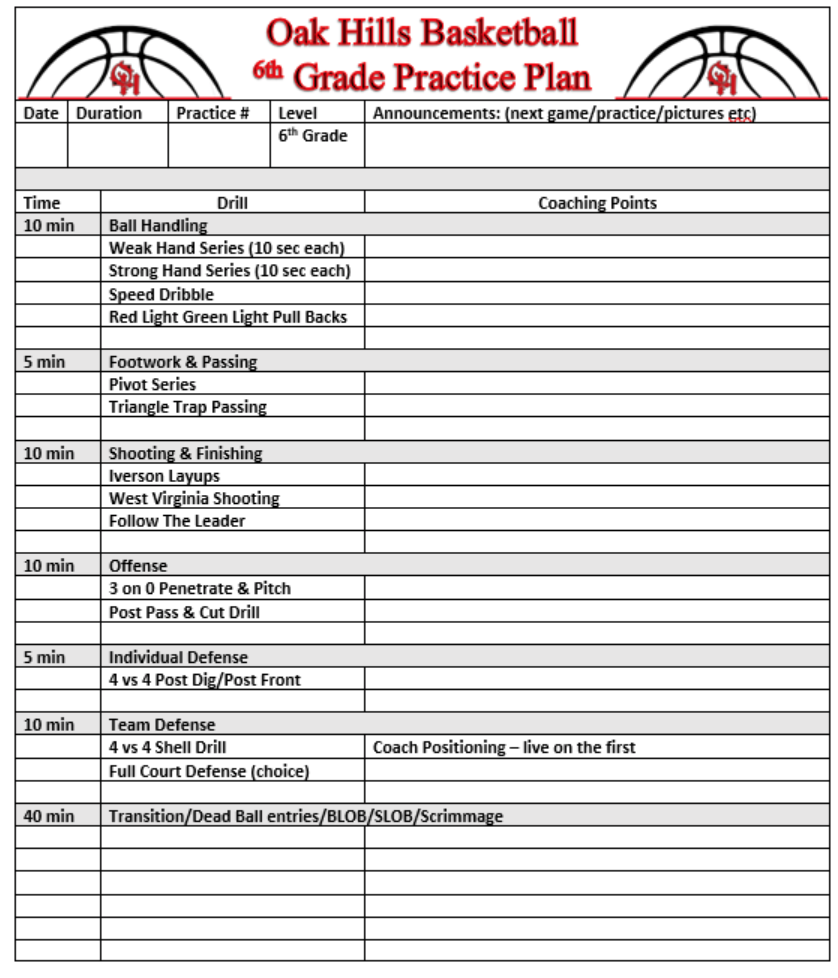 Oak Hills Basketball
6th Grade Practice Plan
OH OH
Date Duration Practice # Level Announcements: (next game/practice/pictures etc)
6th Grade
Time Drill Coaching Points
10 min Ball Handling
Weak Hand Series (10 sec each)
Strong Hand Series (10 sec each)
Speed Dribble
Red Light Green Light Pull Backs
5 min Footwork & Passing
Pivot Series
Triangle Trap Passing
10 min Shooting & Finishing
Iverson Layups
West Virginia Shooting
Follow The Leader
10 min Offense
3 on 0 Penetrate & Pitch
Post Pass & Cut Drill
5 min Individual Defense
4 vs 4 Post Dig/Post Front
10 min Team Defense
4 vs 4 Shell Drill Coach Positioning – live on the first
Full Court Defense (choice)
40 min Transition/Dead Ball entries/BLOB/SLOB/Scrimmage